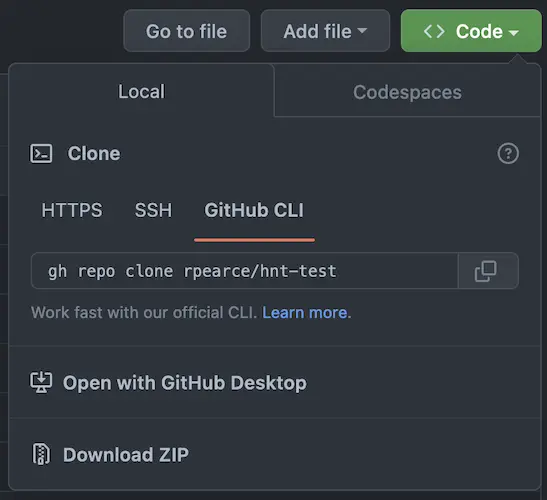 Go to file
Add file
<> Code
Local
Codespaces
Clone
HTTPS
SSH
GitHub CLI
gh repo clone rpearce/hnt-test
Work fast with our official CLI. Learn more.
Open with GitHub Desktop
Download ZIP